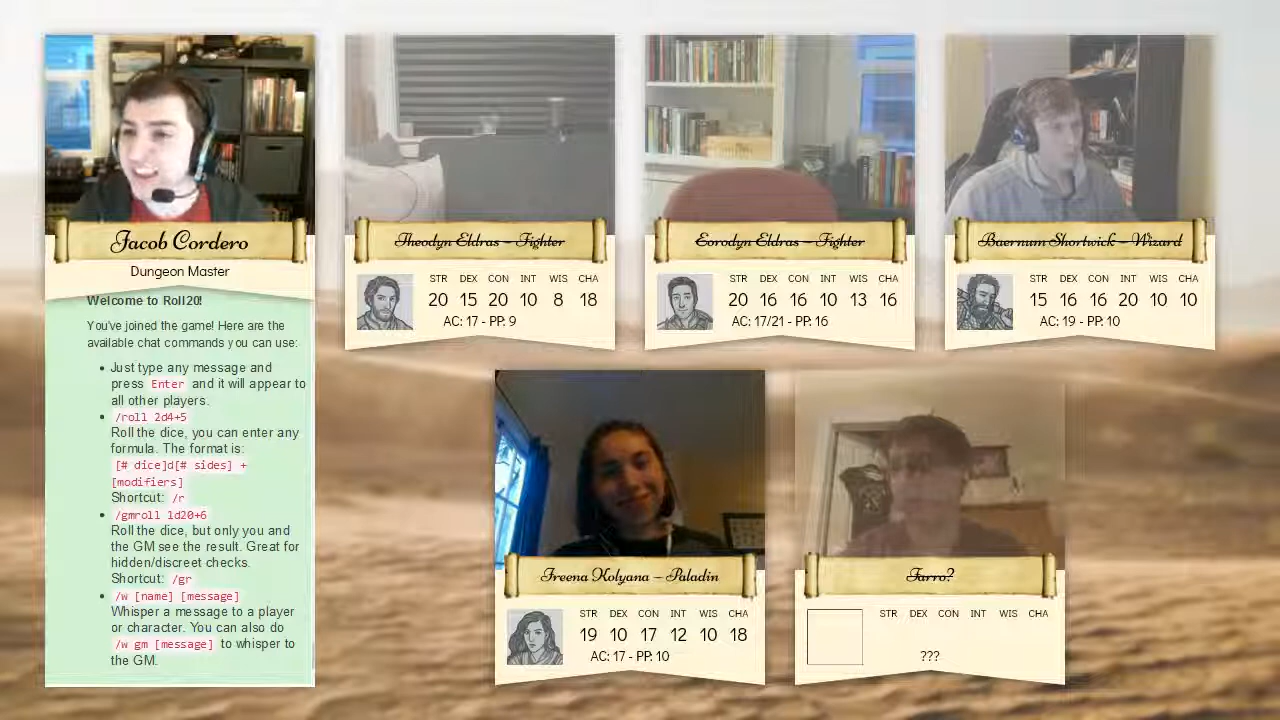 Jacob Cordero
Dungeon Master
Welcome to Roll20!
You've joined the game! Here are the
available chat commands you can use:
• Just type any message and
press Enter and it will appear to
all other players.
• /roll 2d4+5
Roll the dice, you can enter any
formula. The format is:
[# dice]d[# sides] +
[modifiers]
Shortcut: /r
• /gmroll 1d20+6
Roll the dice, but only you and
the GM see the result. Great for
hidden/discreet checks.
Shortcut: /gr
• /w [name] [message]
Whisper a message to a player
or character. You can also do
/w gm [message] to whisper to
the GM.
Theodyn Eldras – Fighter
STR DEX CON INT WIS CHA
20 15 20 10 8 18
AC: 17 - PP: 9
Eorodyn Eldras – Fighter
STR DEX CON INT WIS CHA
20 16 16 10 13 16
AC: 17/21 - PP: 16
Baernum Shortwick – Wizard
STR DEX CON INT WIS CHA
15 16 16 20 10 10
AC: 19 - PP: 10
Freena Kolyana – Paladin
STR DEX CON INT WIS CHA
19 10 17 12 10 18
AC: 17 - PP: 10
Farro?
STR DEX CON INT WIS CHA
???